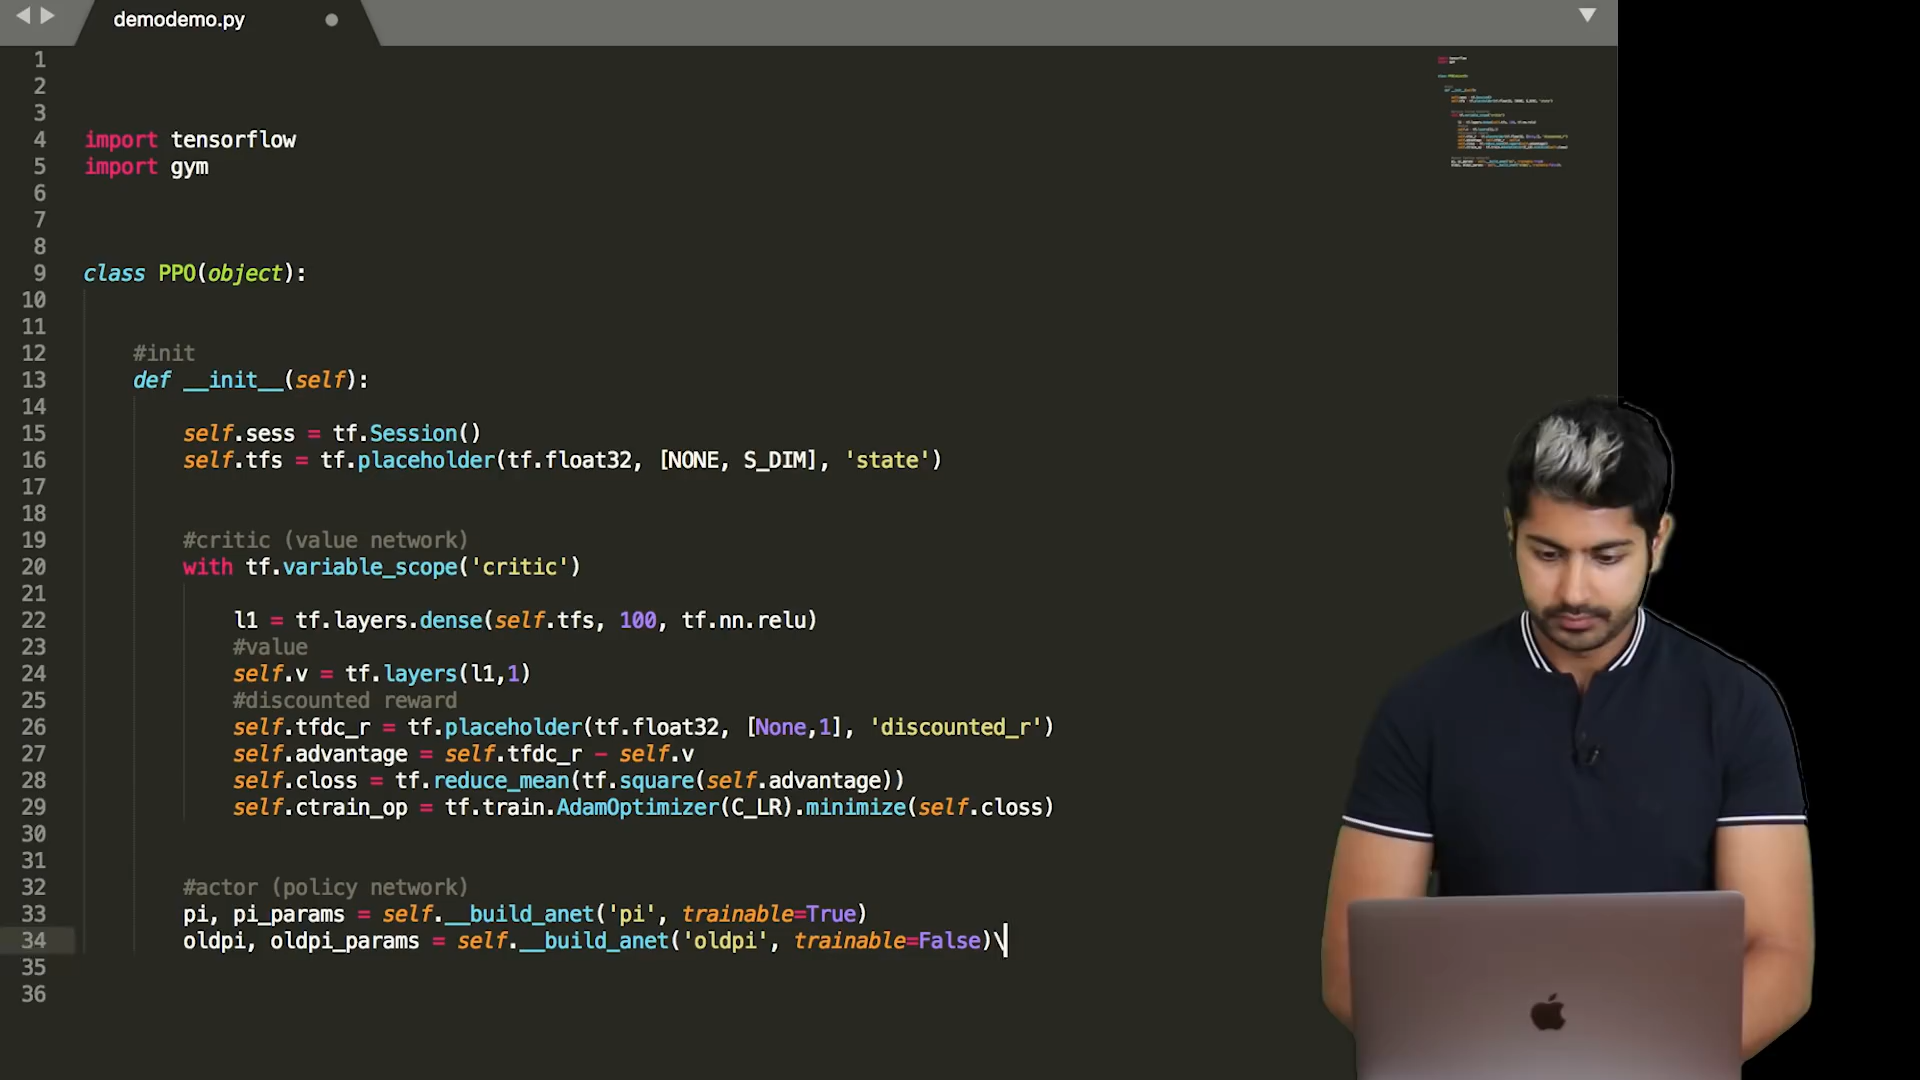 demodemo.py
1
2
3
4 import tensorflow
5 import gym
6
7
8
9 class PPO(object):
10
11
12 #init
13 def __init__(self):
14
15 self.sess = tf.Session()
16 self.tfs = tf.placeholder(tf.float32, [NONE, S_DIM], 'state')
17
18
19 #critic (value network)
20 with tf.variable_scope('critic')
21
22 l1 = tf.layers.dense(self.tfs, 100, tf.nn.relu)
23 #value
24 self.v = tf.layers(l1,1)
25 #discounted reward
26 self.tfdc_r = tf.placeholder(tf.float32, [None,1], 'discounted_r')
27 self.advantage = self.tfdc_r - self.v
28 self.closs = tf.reduce_mean(tf.square(self.advantage))
29 self.ctrain_op = tf.train.AdamOptimizer(C_LR).minimize(self.closs)
30
31
32 #actor (policy network)
33 pi, pi_params = self.__build_anet('pi', trainable=True)
34 oldpi, oldpi_params = self.__build_anet('oldpi', trainable=False)\
35
36